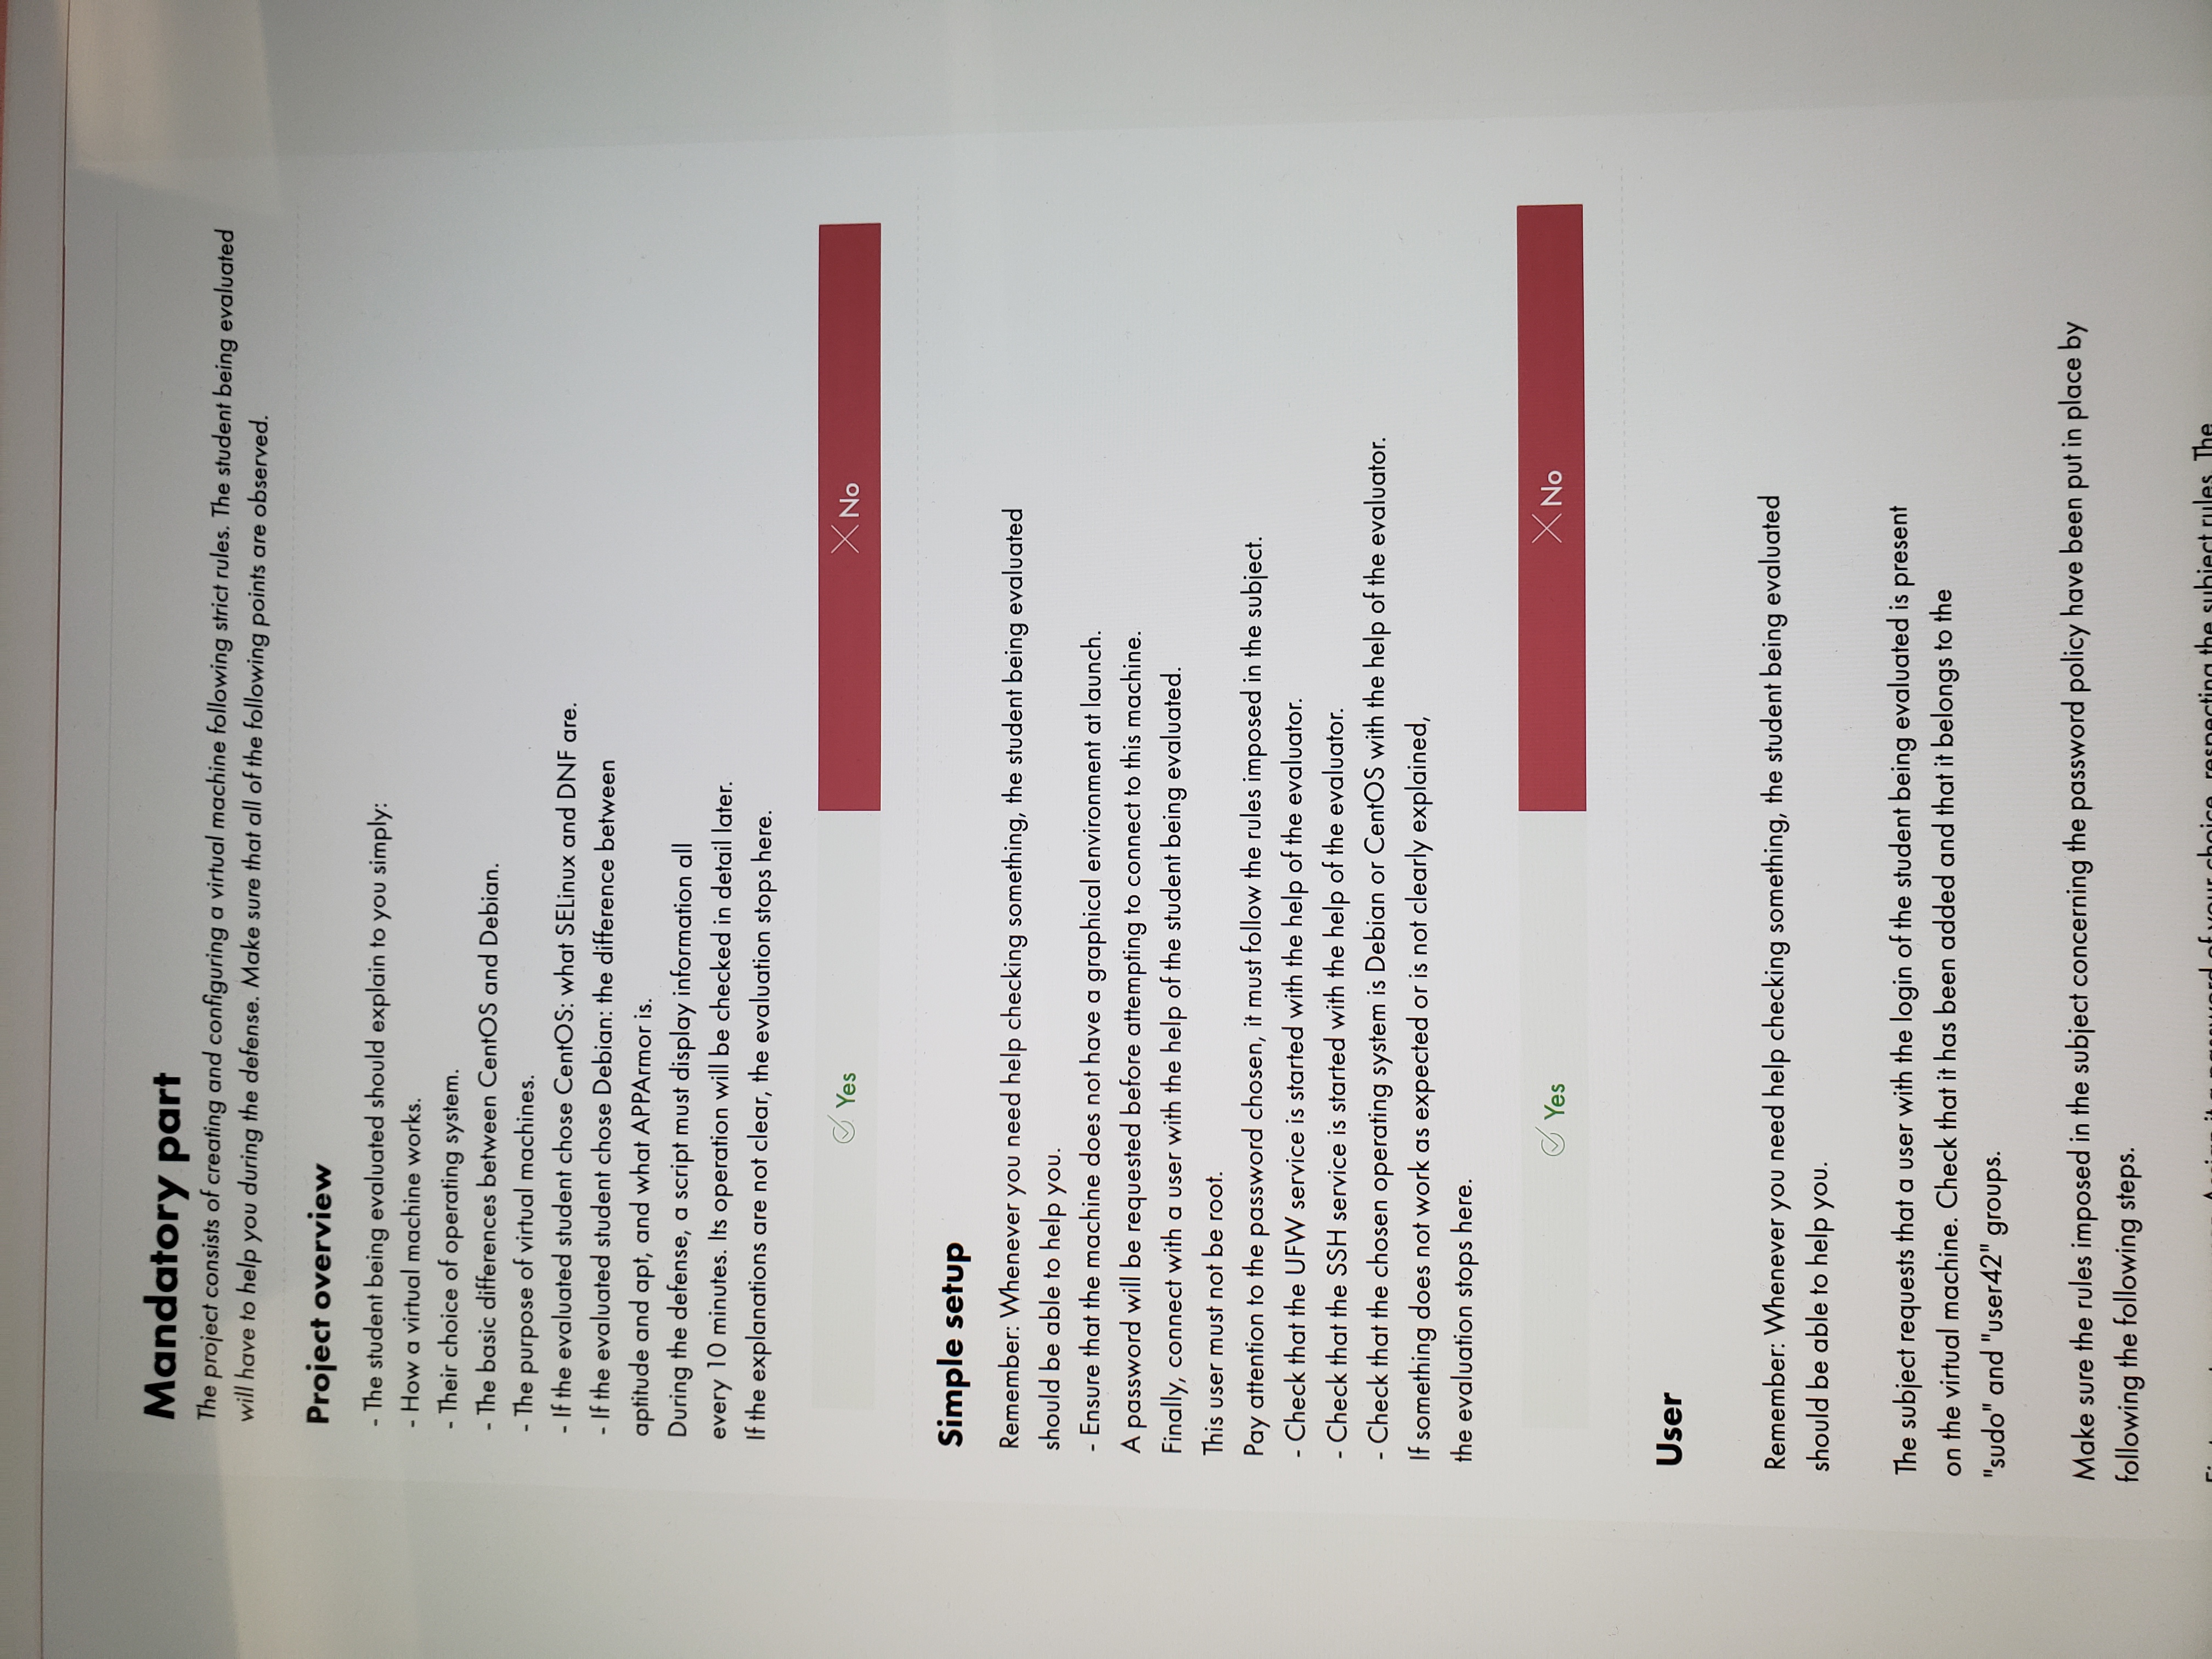 Mandatory part
The project consists of creating and configuring a virtual machine following strict rules. The student being evaluated
will have to help you during the defense. Make sure that all of the following points are observed.
Project overview
- The student being evaluated should explain to you simply:
- How a virtual machine works.
- Their choice of operating system.
- The basic differences between CentOS and Debian.
- The purpose of virtual machines.
- If the evaluated student chose CentOS: what SELinux and DNF are.
- If the evaluated student chose Debian: the difference between
aptitude and apt, and what APPArmor is.
During the defense, a script must display information all
every 10 minutes. Its operation will be checked in detail later.
If the explanations are not clear, the evaluation stops here.
Yes
No
Simple setup
Remember: Whenever you need help checking something, the student being evaluated
should be able to help you.
- Ensure that the machine does not have a graphical environment at launch.
A password will be requested before attempting to connect to this machine.
Finally, connect with a user with the help of the student being evaluated.
This user must not be root.
Pay attention to the password chosen, it must follow the rules imposed in the subject.
- Check that the UFW service is started with the help of the evaluator.
- Check that the SSH service is started with the help of the evaluator.
- Check that the chosen operating system is Debian or CentOS with the help of the evaluator.
If something does not work as expected or is not clearly explained,
the evaluation stops here.
Yes
No
User
Remember: Whenever you need help checking something, the student being evaluated
should be able to help you.
The subject requests that a user with the login of the student being evaluated is present
on the virtual machine. Check that it has been added and that it belongs to the
"sudo" and "user42" groups.
Make sure the rules imposed in the subject concerning the password policy have been put in place by
following the following steps.
password of your choice, respecting the subject rules. The